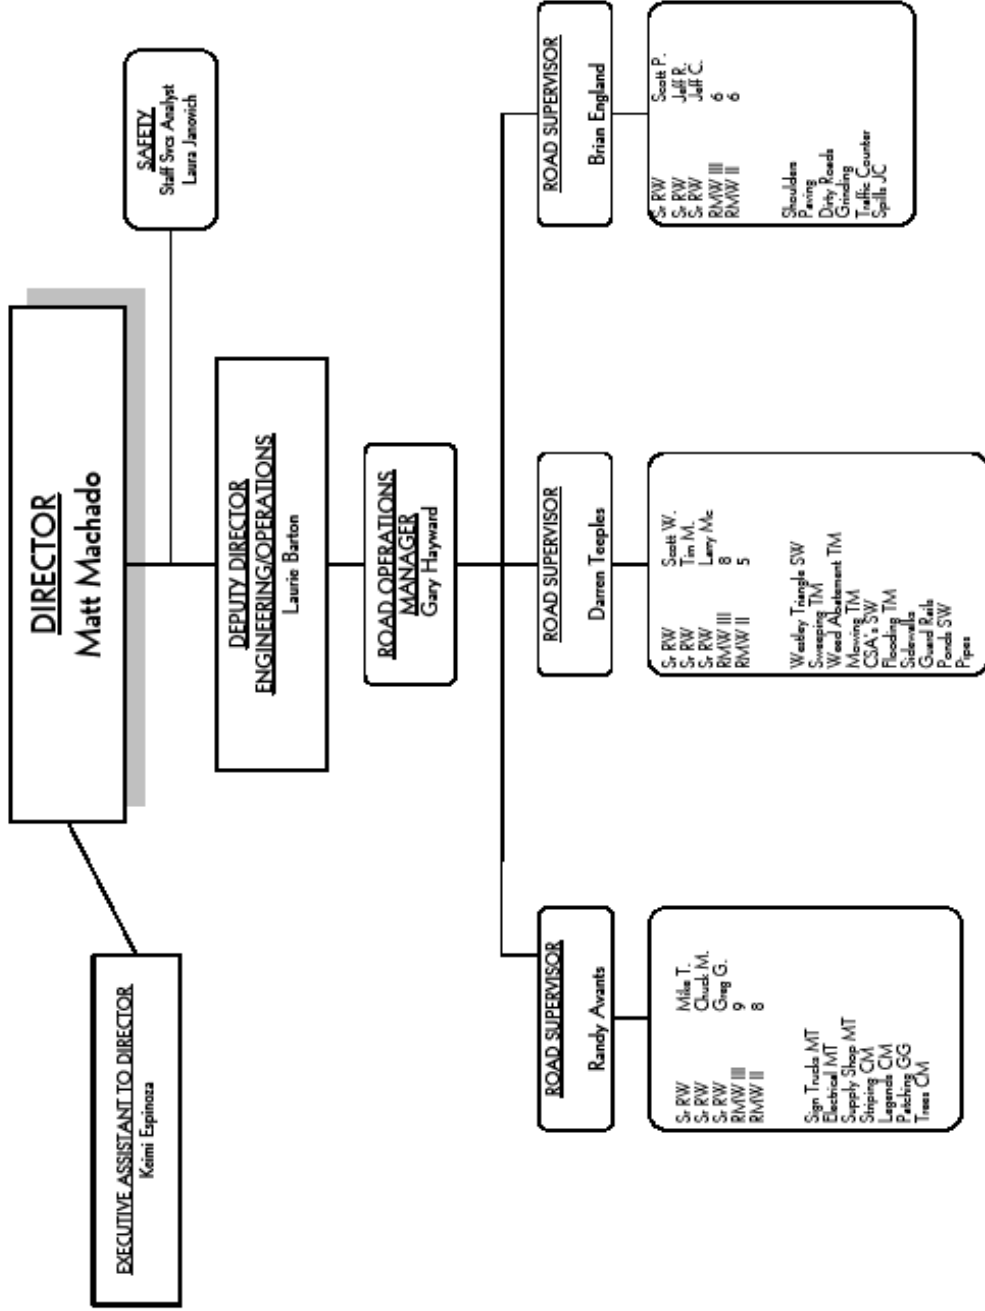 DIRECTOR
Matt Machado
EXECUTIVE ASSISTANT TO DIRECTOR
Keimi Espinoza
SAFETY
Staff Svcs Analyst
Laura Janovich
DEPUTY DIRECTOR
ENGINEERING/OPERATIONS
Laurie Barton
ROAD OPERATIONS
MANAGER
Gary Hayward
ROAD SUPERVISOR
Randy Avants
Sr RW Mike T.
Sr RW Chuck M.
Sr RW Greg G.
RMW III 9
RMW II 8
Sign Trucks MT
Electrical MT
Supply Shop MT
Striping CM
Legends CM
Patching GG
Trees CM
ROAD SUPERVISOR
Darren Teeples
Sr RW Scott W.
Sr RW Tim M.
Sr RW Larry Mc
RMW III 8
RMW II 5
Westley Triangle SW
Sweeping TM
Weed Abatement TM
Mowing TM
CSA's SW
Flooding TM
Sidewalks
Guard Rails
Ponds SW
Pipes
ROAD SUPERVISOR
Brian England
Sr RW Scott P.
Sr RW Jeff R.
Sr RW Jeff C.
RMW III 6
RMW II 6
Shoulders
Paving
Dirty Roads
Grinding
Traffic Counter
Spills JC